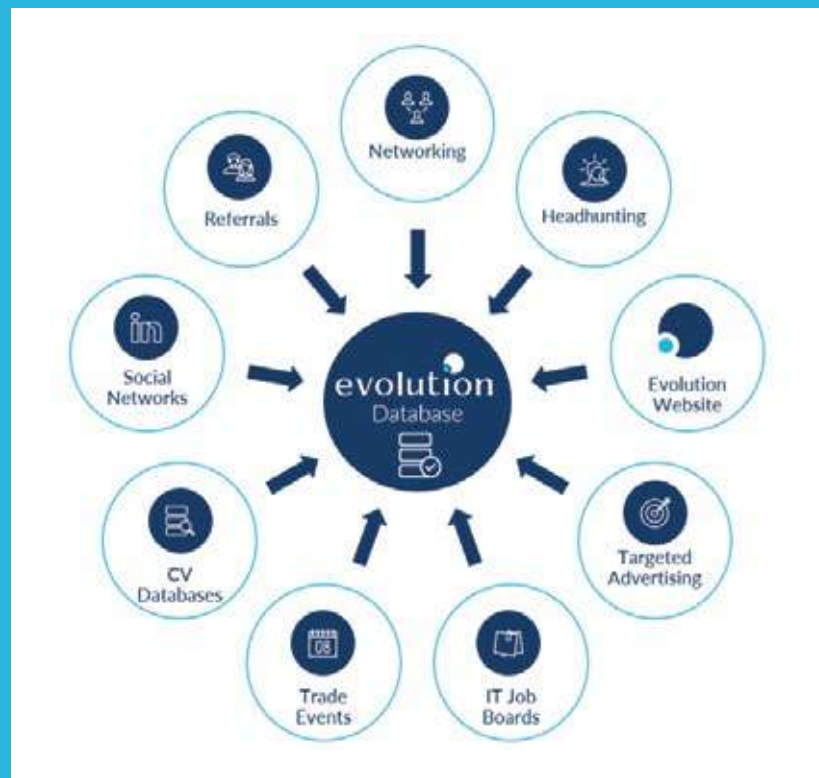 Networking
Headhunting
Evolution
Website
Targeted
Advertising
IT Job
Boards
Trade
Events
08
CV
Databases
in
Social
Networks
Referrals
evolution
Database